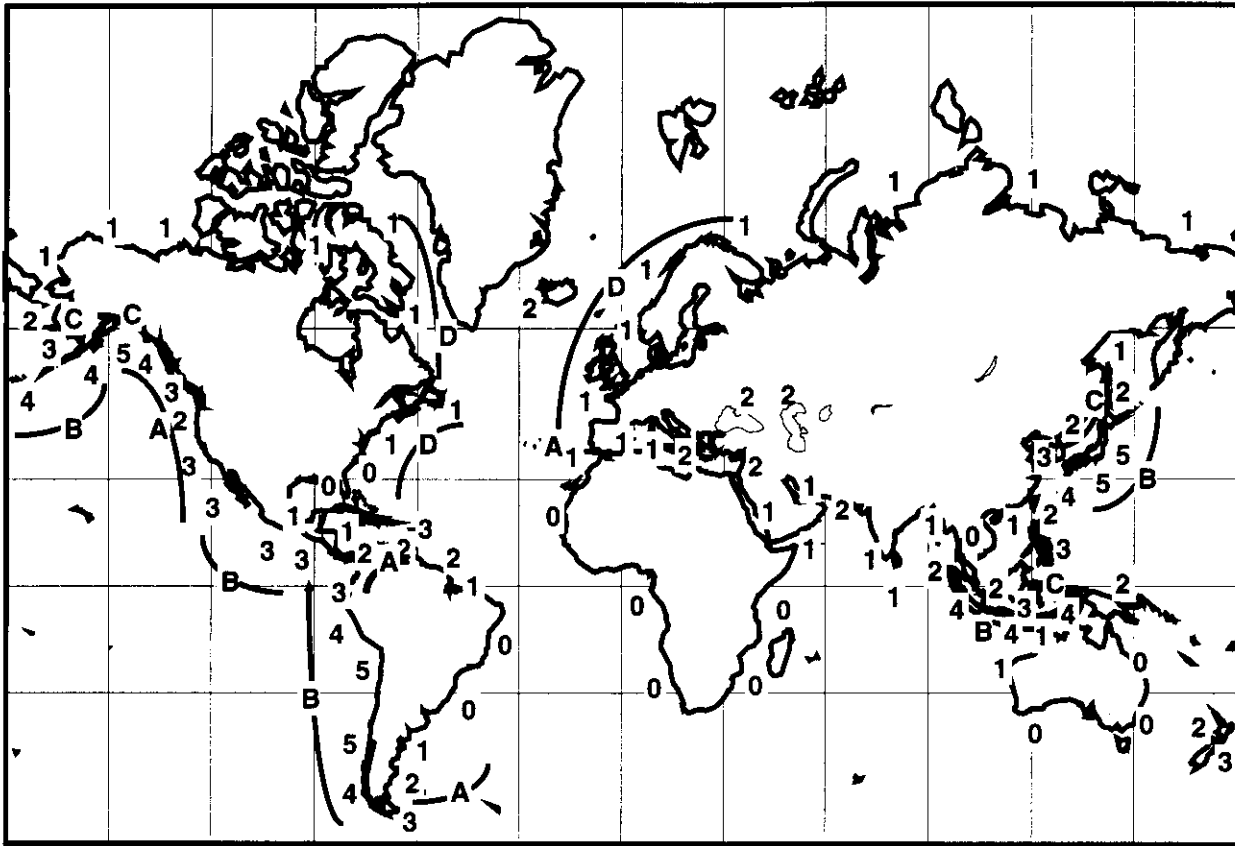 1 1
1 1 1 1 1 1
1 1 1
D
2 C C 1 D 2 1
3 5 4 1
4 3 2 2 C 2
4 B A 2 1 1 2
1 D A 1 1 1 2 2 3 5
3 0 0 4 5 B
3 1 1 3 0 1 1 2 1 1 2
3 3 2 2 2 1 1 0 3
B A 1 2 2 C 2
3 0 0 1 4 3 4
4 0 B 4 1
5 1 0
B 0 0 0
0 0 0 2
5 1 3
4 2 A
3